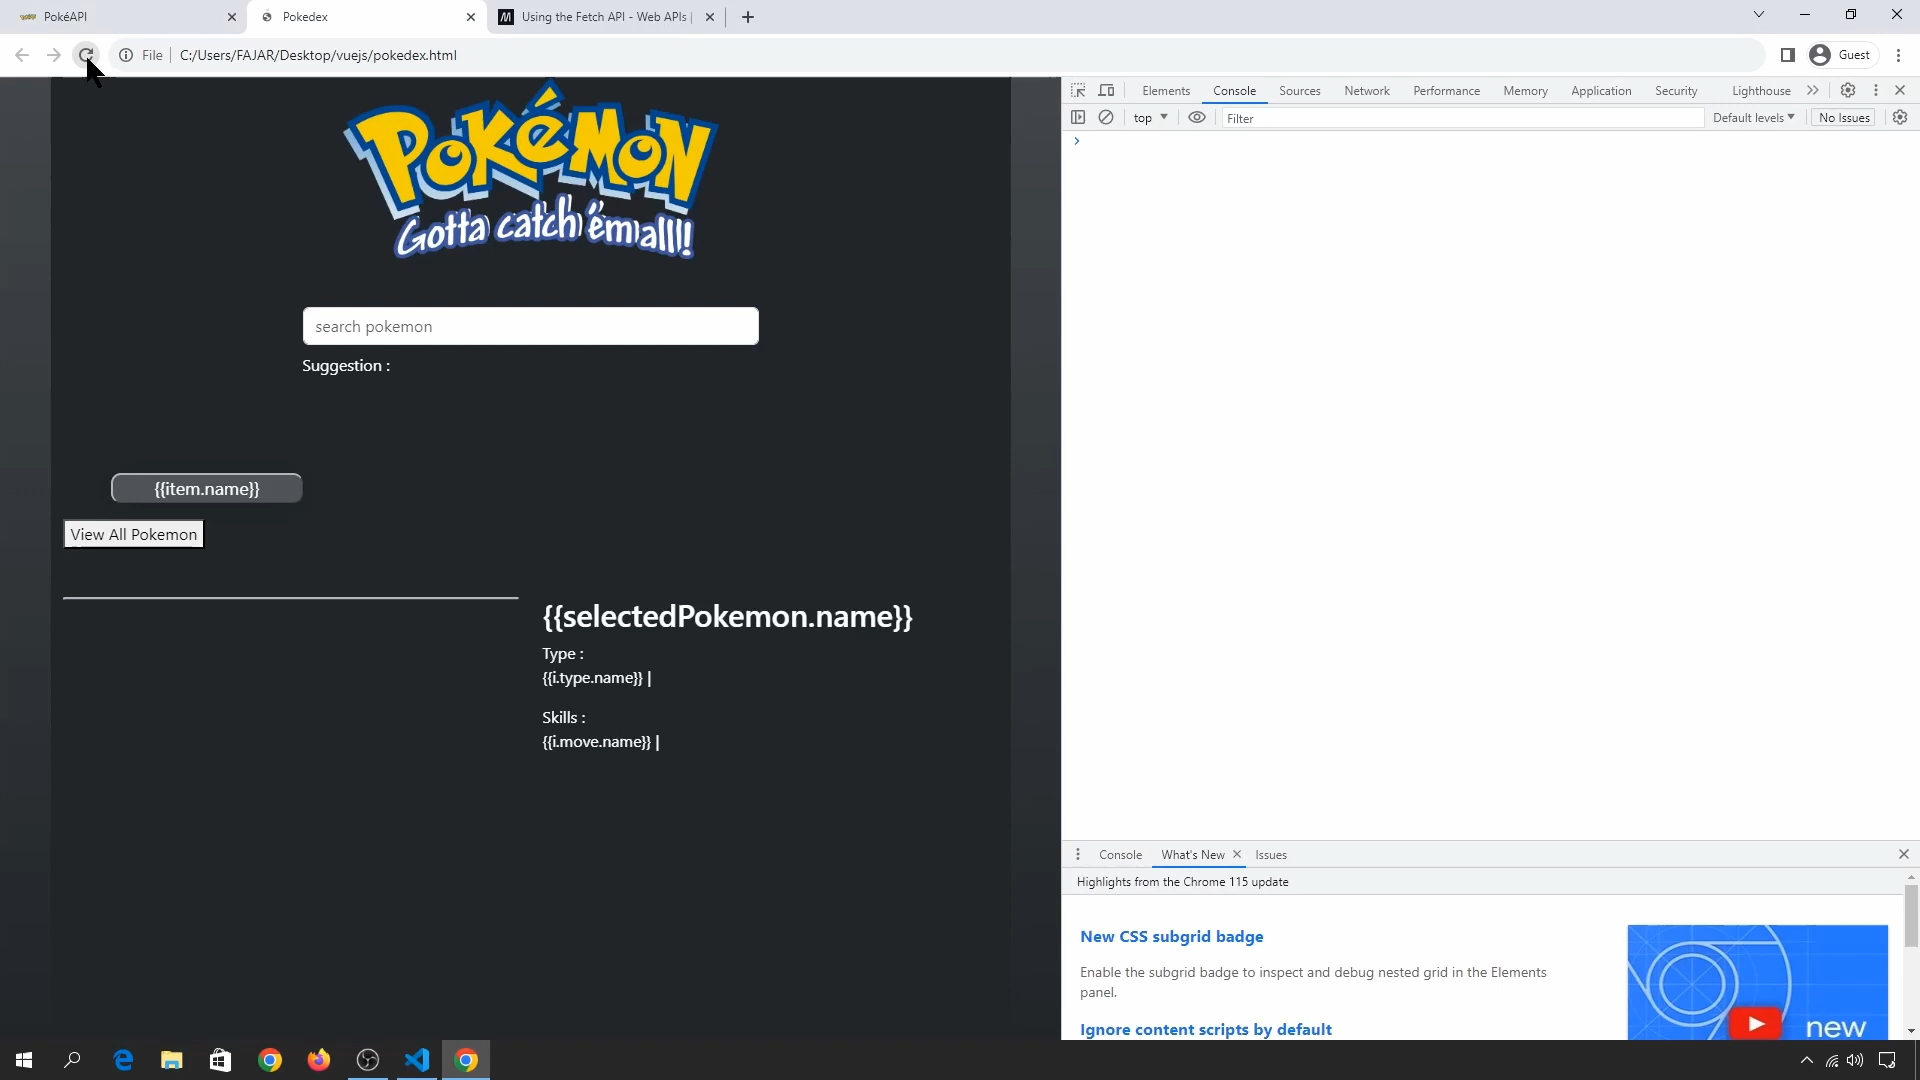 PokéAPI
Pokedex
Using the Fetch API - Web APIs |
File
C:/Users/FAJAR/Desktop/vuejs/pokedex.html
Guest
Elements Console Sources Network Performance Memory Application Security Lighthouse
top
Filter
Default levels
No Issues
POKéMON
Gotta catch 'em all!!
search pokemon
Suggestion :
{{item.name}}
View All Pokemon
{{selectedPokemon.name}}
Type :
{{i.type.name}} |
Skills :
{{i.move.name}} |
Console What's New Issues
Highlights from the Chrome 115 update
New CSS subgrid badge
Enable the subgrid badge to inspect and debug nested grid in the Elements
panel.
Ignore content scripts by default
new